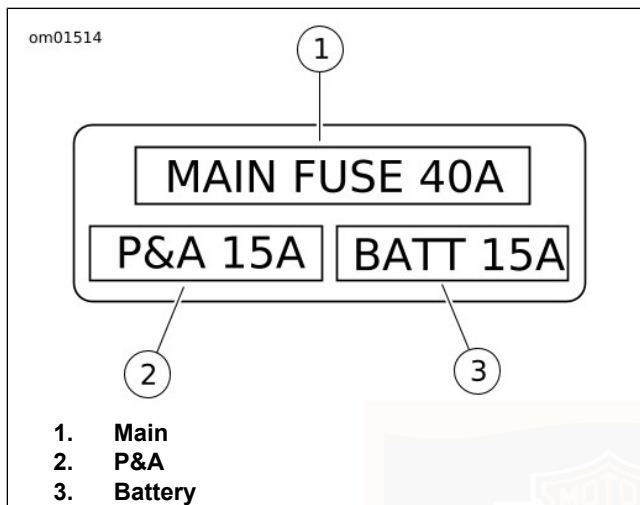 om01514
1
MAIN FUSE 40A
P&A 15A BATT 15A
2 3
1. Main
2. P&A
3. Battery